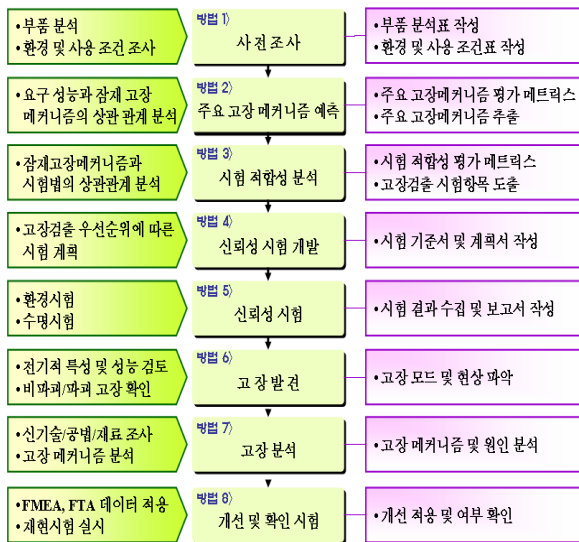 • 부품 분석
• 환경 및 사용 조건 조사
방법 1)
사전조사
• 부품 분석표 작성
• 환경 및 사용 조건표 작성
• 요구 성능과 잠재 고장
메커니즘의 상관 관계 분석
방법 2)
주요 고장 메커니즘 예측
• 주요 고장메커니즘 평가 메트릭스
• 주요 고장메커니즘 추출
• 잠재고장메커니즘과
시험법의 상관관계 분석
방법 3)
시험 적합성 분석
• 시험 적합성 평가 메트릭스
• 고장검출 시험항목 도출
• 고장검출 우선순위에 따른
시험 계획
방법 4)
신뢰성 시험 개발
• 시험 기준서 및 계획서 작성
• 환경시험
• 수명시험
방법 5)
신뢰성 시험
• 시험 결과 수집 및 보고서 작성
• 전기적 특성 및 성능 검토
• 비파괴/파괴 고장 확인
방법 6)
고장 발견
• 고장 모드 및 현상 파악
• 신기술/공법/재료 조사
• 고장 메커니즘 분석
방법 7)
고장 분석
• 고장 메커니즘 및 원인 분석
• FMEA, FTA 데이터 적용
• 재현시험 실시
방법 8)
개선 및 확인 시험
• 개선 적용 및 여부 확인